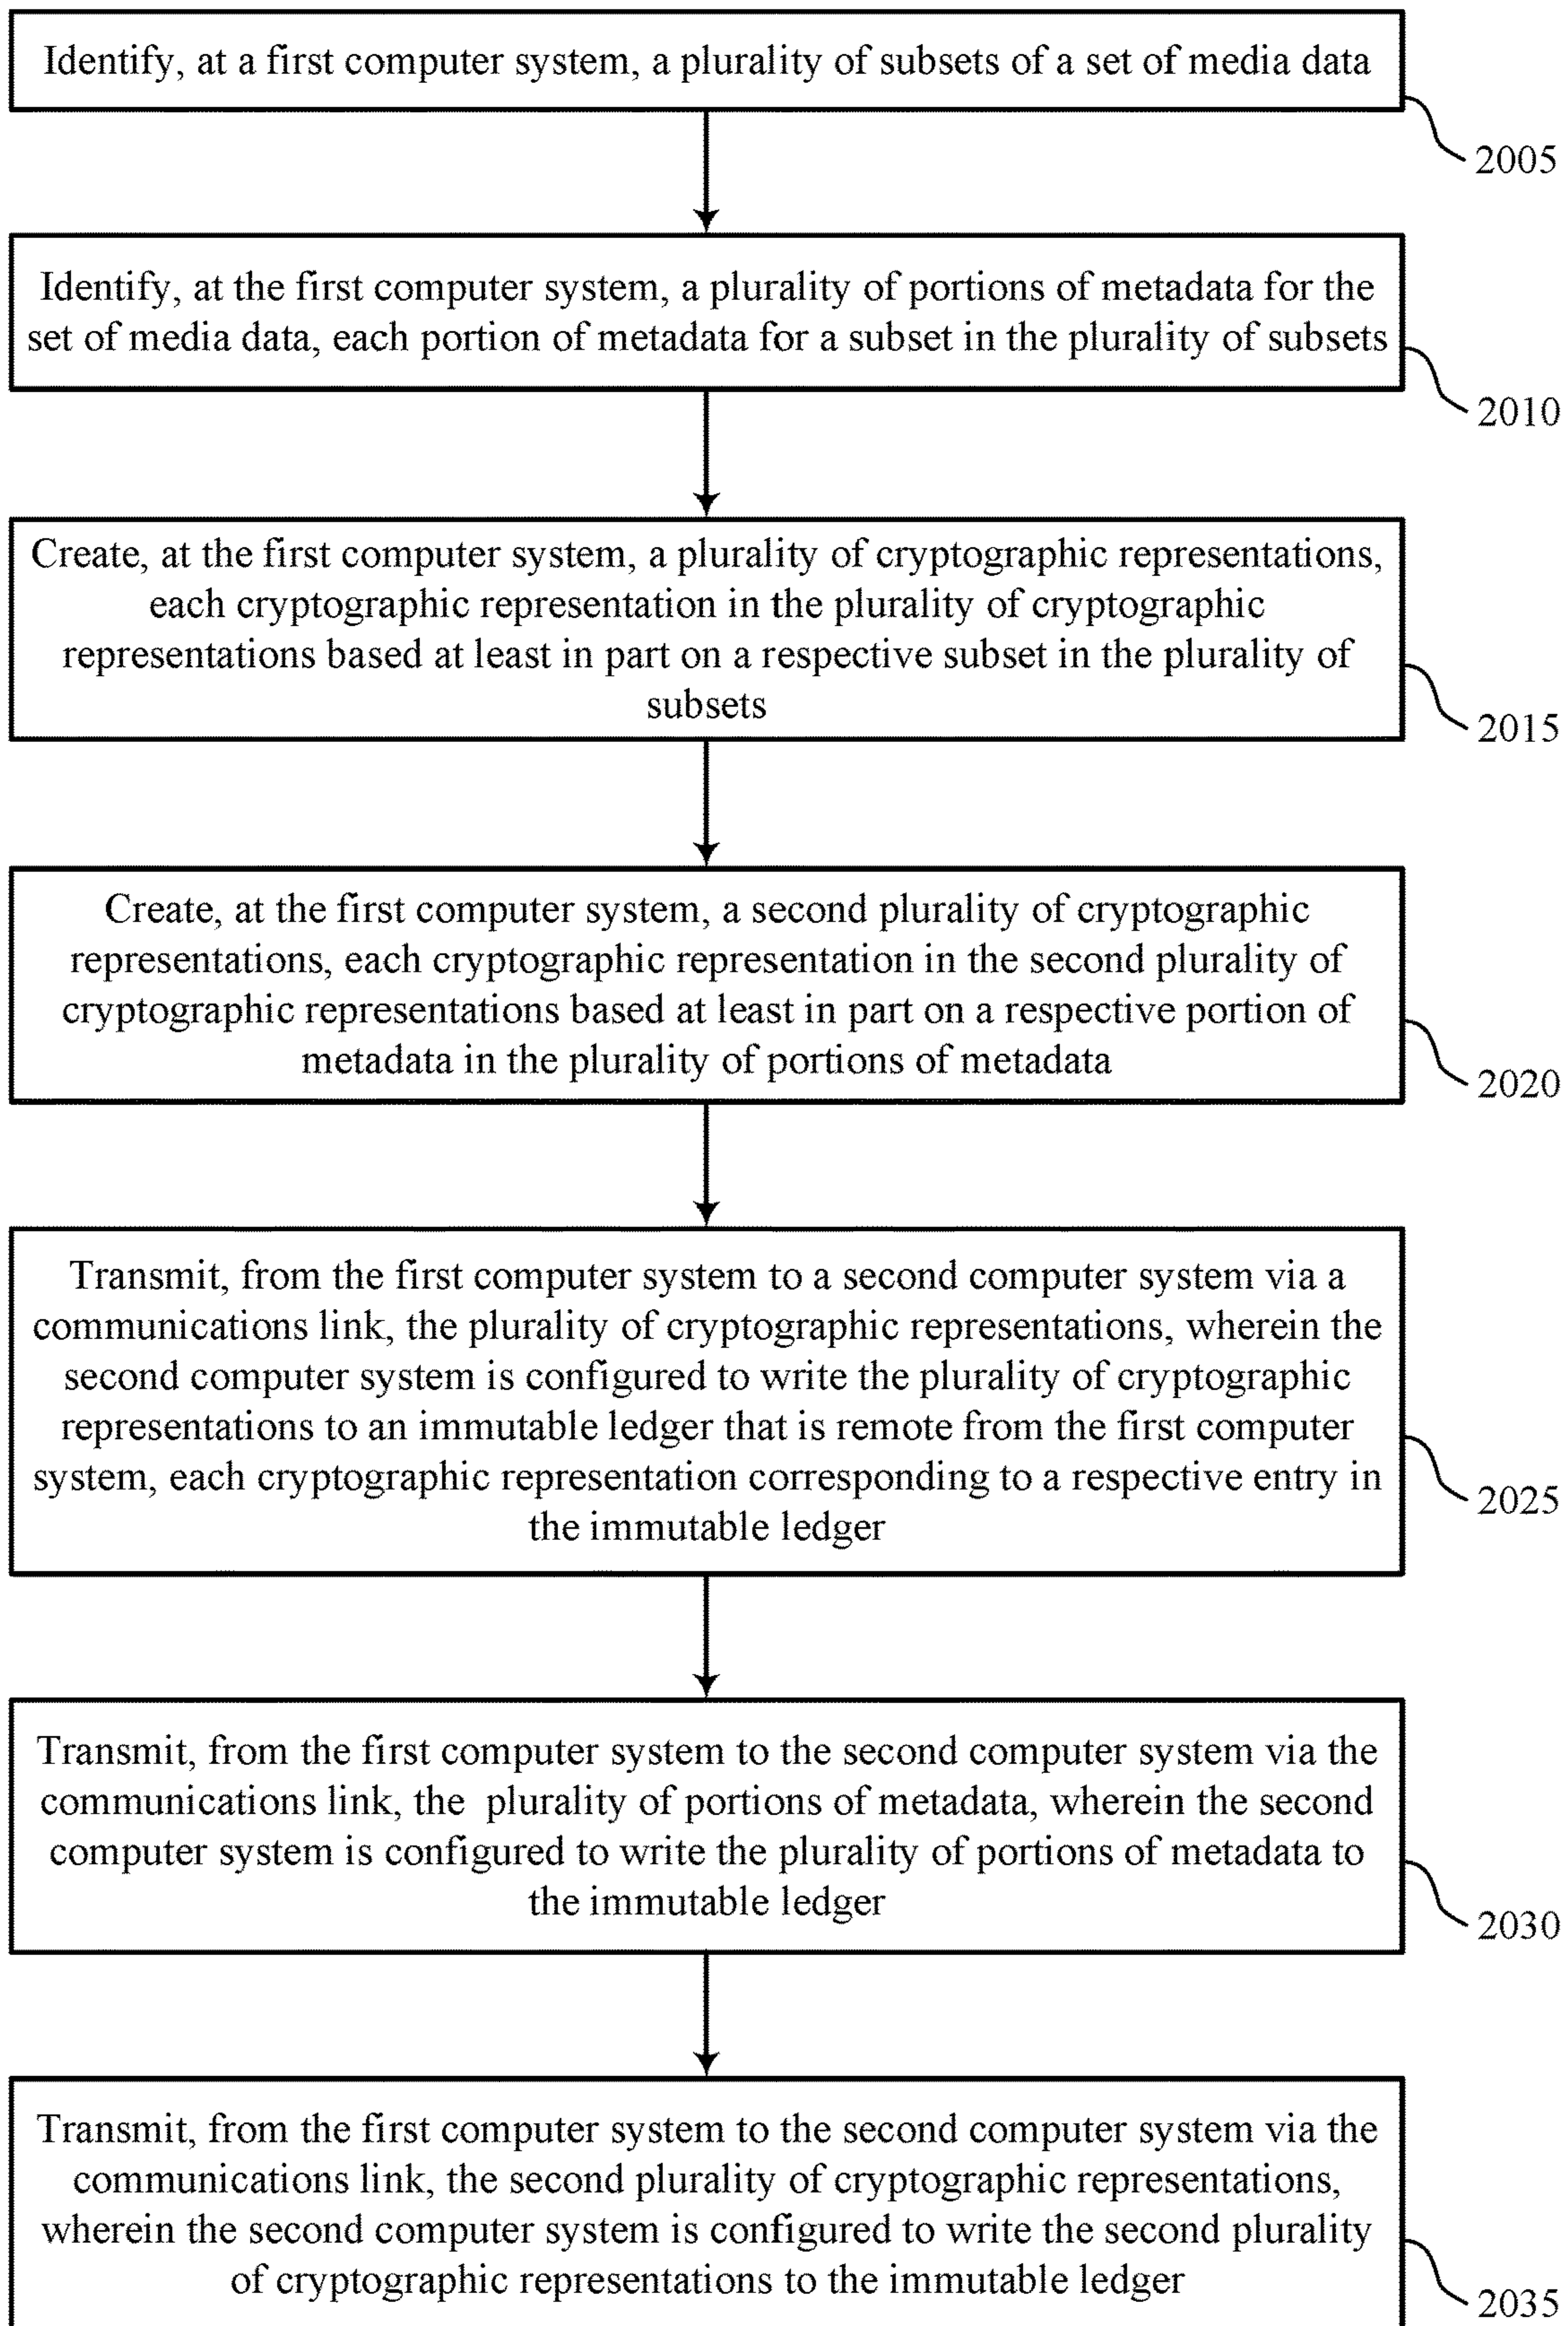 Identify, at a first computer system, a plurality of subsets of a set of media data
2005
Identify, at the first computer system, a plurality of portions of metadata for the
set of media data, each portion of metadata for a subset in the plurality of subsets
2010
Create, at the first computer system, a plurality of cryptographic representations,
each cryptographic representation in the plurality of cryptographic
representations based at least in part on a respective subset in the plurality of
subsets
2015
Create, at the first computer system, a second plurality of cryptographic
representations, each cryptographic representation in the second plurality of
cryptographic representations based at least in part on a respective portion of
metadata in the plurality of portions of metadata
2020
Transmit, from the first computer system to a second computer system via a
communications link, the plurality of cryptographic representations, wherein the
second computer system is configured to write the plurality of cryptographic
representations to an immutable ledger that is remote from the first computer
system, each cryptographic representation corresponding to a respective entry in
the immutable ledger
2025
Transmit, from the first computer system to the second computer system via the
communications link, the plurality of portions of metadata, wherein the second
computer system is configured to write the plurality of portions of metadata to
the immutable ledger
2030
Transmit, from the first computer system to the second computer system via the
communications link, the second plurality of cryptographic representations,
wherein the second computer system is configured to write the second plurality
of cryptographic representations to the immutable ledger
2035